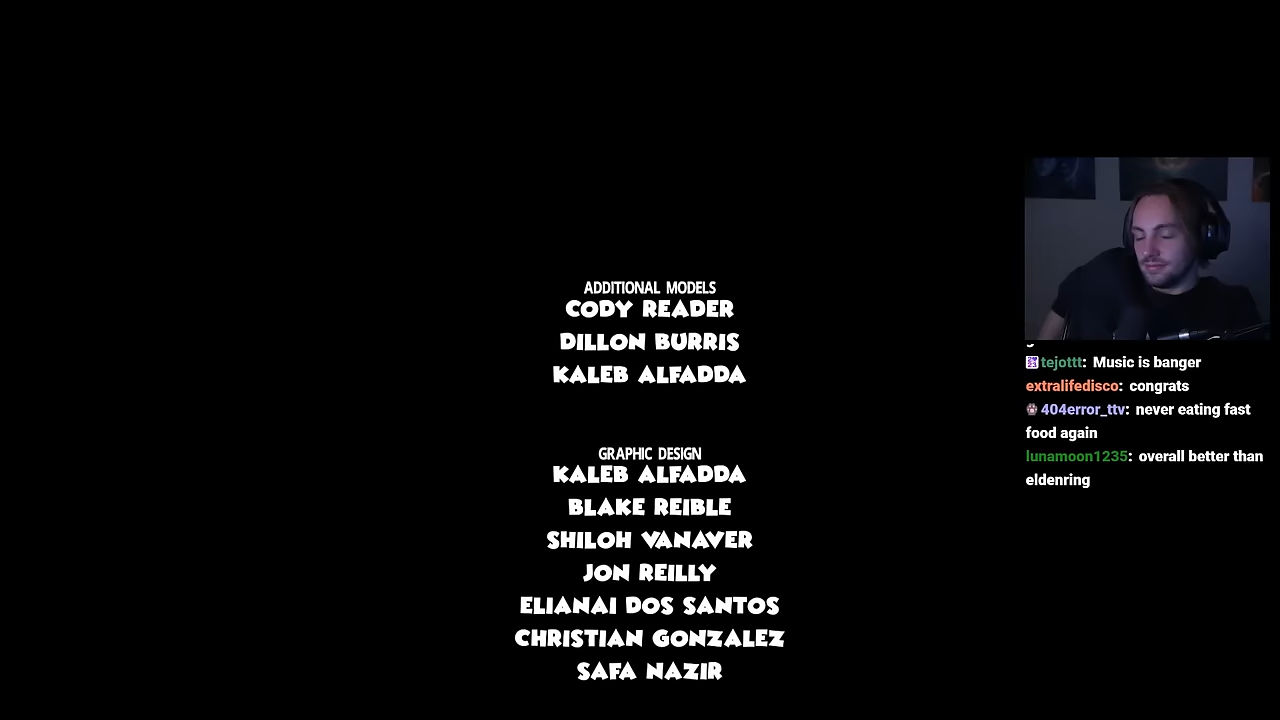 ADDITIONAL MODELS
CODY READER
DILLON BURRIS
KALEB ALFADDA
GRAPHIC DESIGN
KALEB ALFADDA
BLAKE REIBLE
SHILOH VANAVER
JON REILLY
ELIANAI DOS SANTOS
CHRISTIAN GONZALEZ
SAFA NAZIR
tejottt: Music is banger
extralifedisco: congrats
404error_ttv: never eating fast
food again
lunamoon1235: overall better than
eldenring